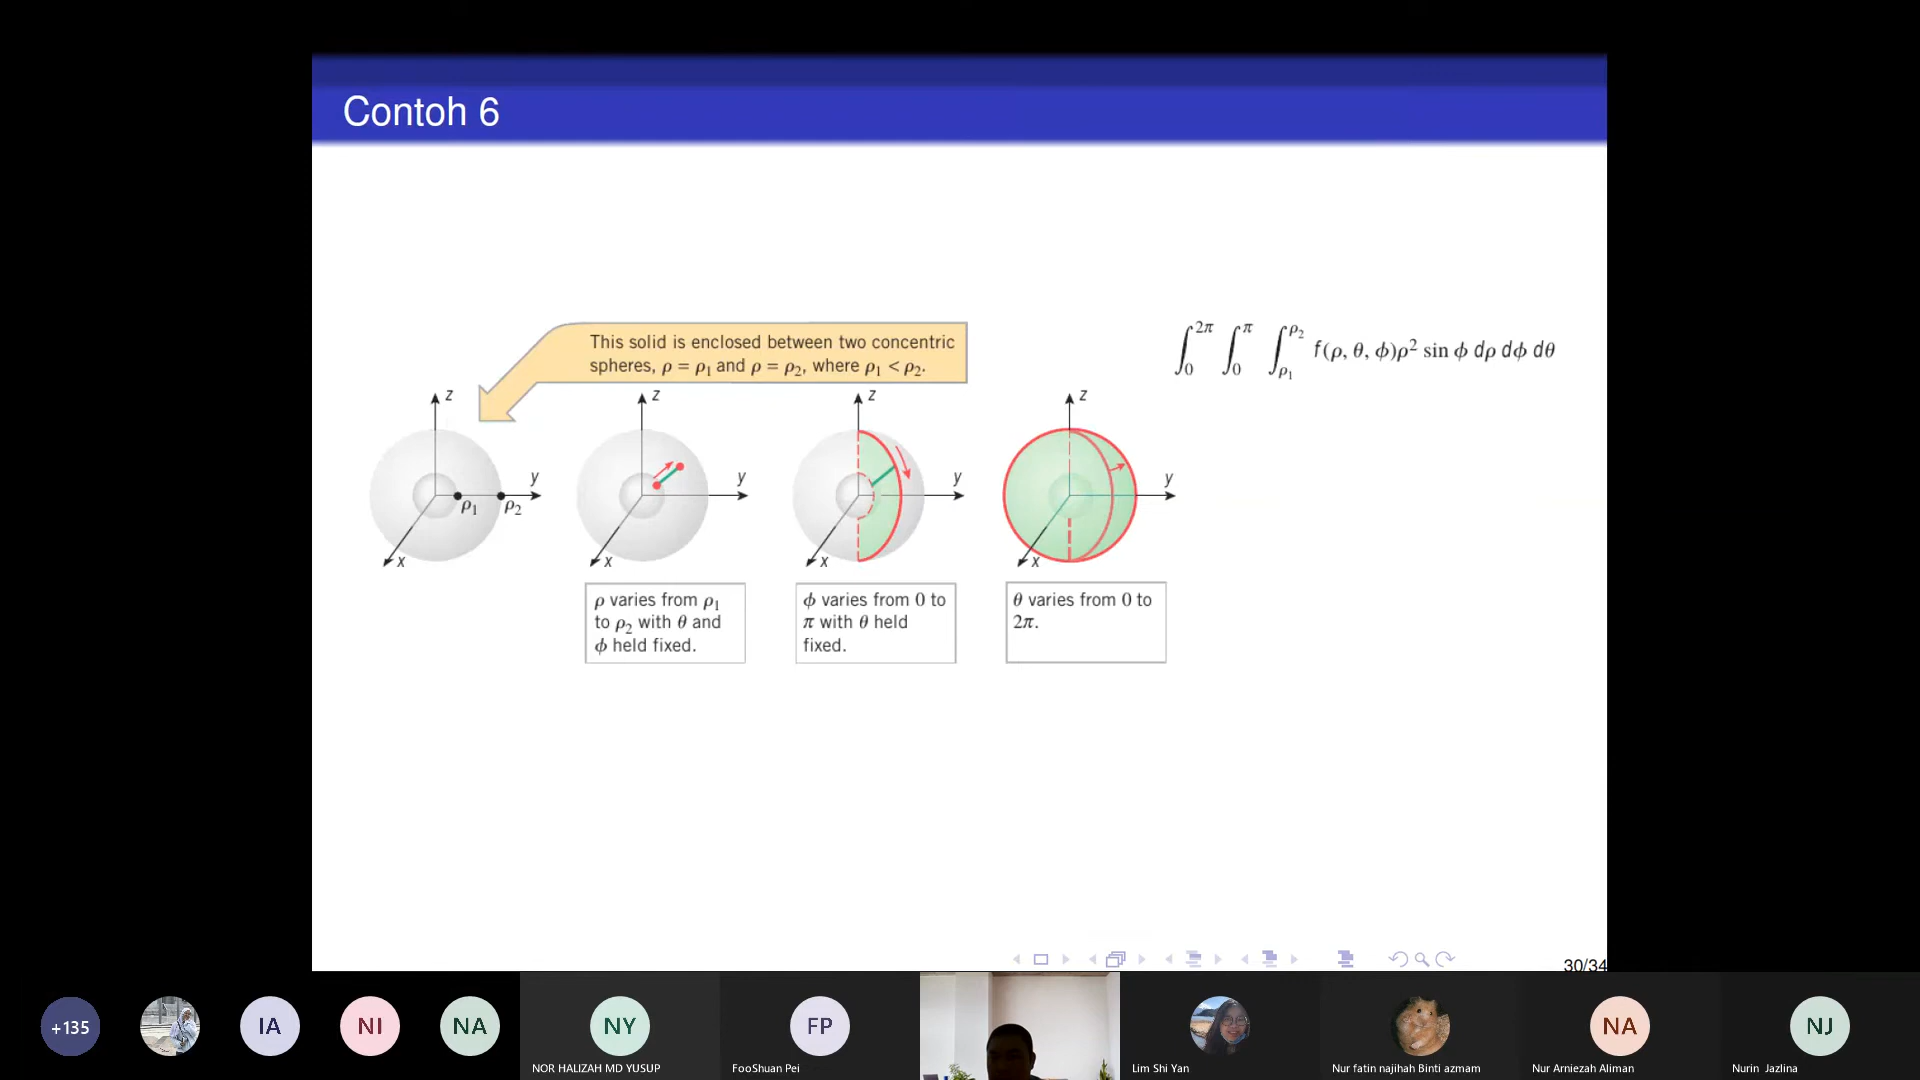 Contoh 6
This solid is enclosed between two concentric
spheres, ρ = ρ₁ and ρ = ρ₂, where ρ₁ < ρ₂.
∫₀^2π ∫₀^π ∫_ρ₁^ρ₂ f(ρ, θ, ϕ)ρ² sin ϕ dρ dϕ dθ
z
z
z
z
y
y
y
y
ρ₁
ρ₂
x
x
x
x
ρ varies from ρ₁
to ρ₂ with θ and
ϕ held fixed.
ϕ varies from 0 to
π with θ held
fixed.
θ varies from 0 to
2π.
30/34
+135
IA
NI
NA
NY
FP
NA
NJ
NOR HALIZAH MD YUSUP
FooShuan Pei
Lim Shi Yan
Nur fatin najihah Binti azmam
Nur Arniezah Aliman
Nurin Jazlina